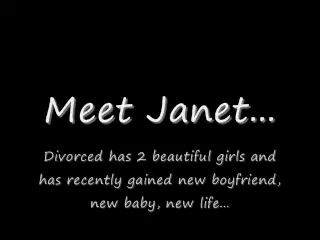 Meet Janet...
Divorced has 2 beautiful girls and
has recently gained new boyfriend,
new baby, new life...